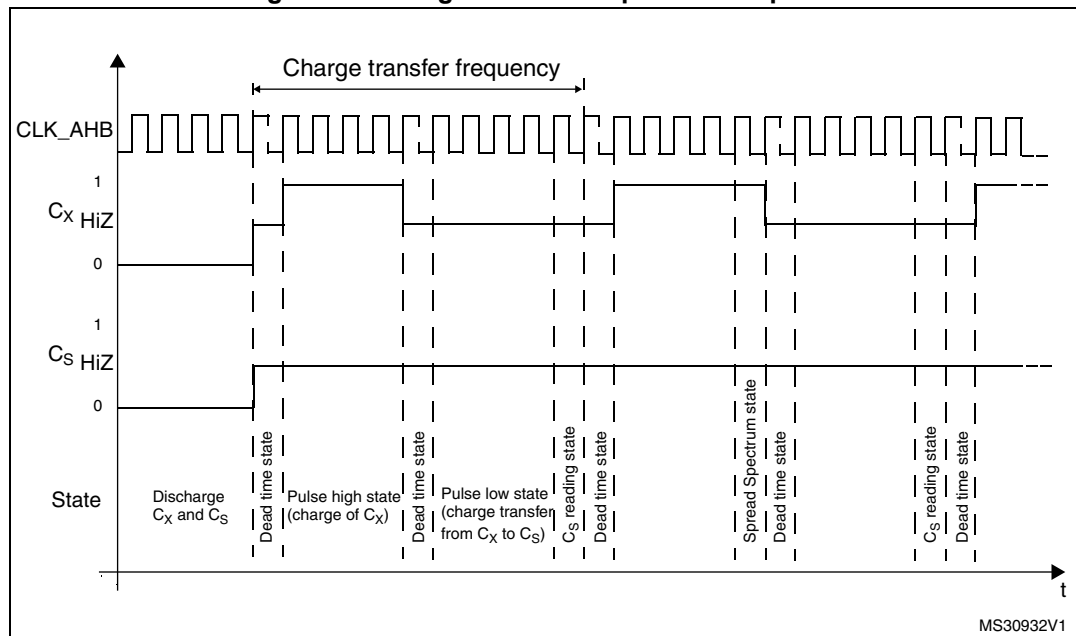 Charge transfer frequency
CLK_AHB
1
CX HiZ
0
1
CS HiZ
0
State
Discharge
CX and CS
Dead time state
Pulse high state
(charge of CX)
Dead time state
Pulse low state
(charge transfer
from CX to CS)
CS reading state
Dead time state
Spread Spectrum state
Dead time state
CS reading state
Dead time state
t
MS30932V1